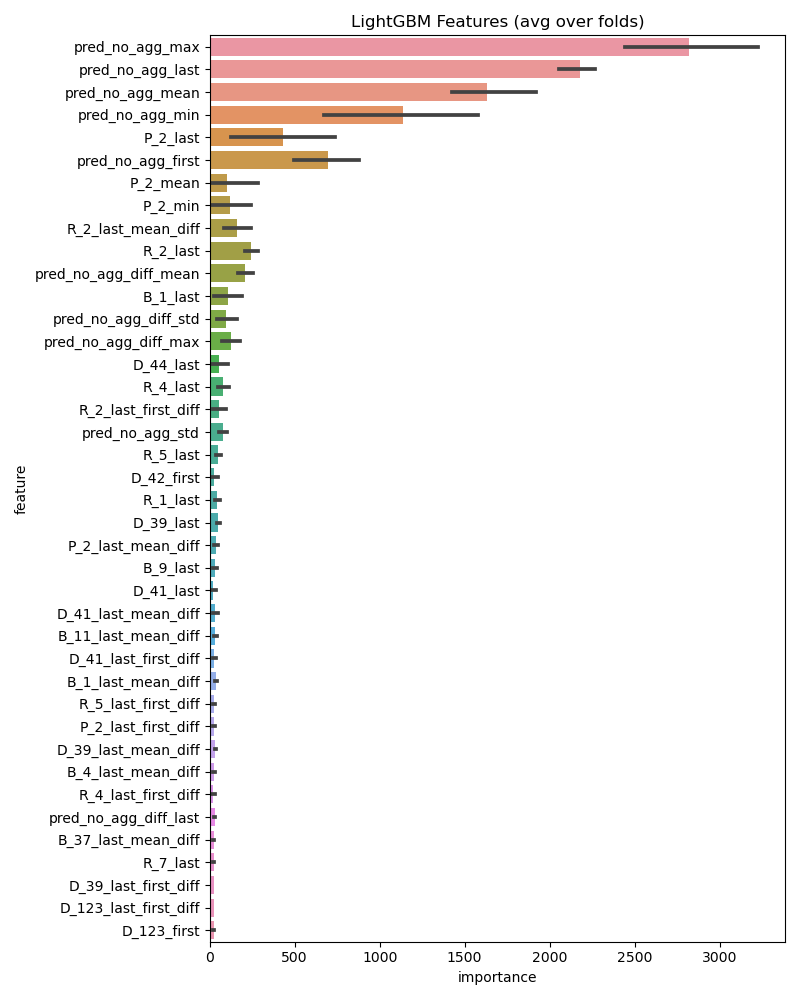 LightGBM Features (avg over folds)
pred_no_agg_max
pred_no_agg_last
pred_no_agg_mean
pred_no_agg_min
P_2_last
pred_no_agg_first
P_2_mean
P_2_min
R_2_last_mean_diff
R_2_last
pred_no_agg_diff_mean
B_1_last
pred_no_agg_diff_std
pred_no_agg_diff_max
D_44_last
R_4_last
R_2_last_first_diff
pred_no_agg_std
R_5_last
D_42_first
R_1_last
D_39_last
P_2_last_mean_diff
B_9_last
D_41_last
D_41_last_mean_diff
B_11_last_mean_diff
D_41_last_first_diff
B_1_last_mean_diff
R_5_last_first_diff
P_2_last_first_diff
D_39_last_mean_diff
B_4_last_mean_diff
R_4_last_first_diff
pred_no_agg_diff_last
B_37_last_mean_diff
R_7_last
D_39_last_first_diff
D_123_last_first_diff
D_123_first
feature
0 500 1000 1500 2000 2500 3000
importance